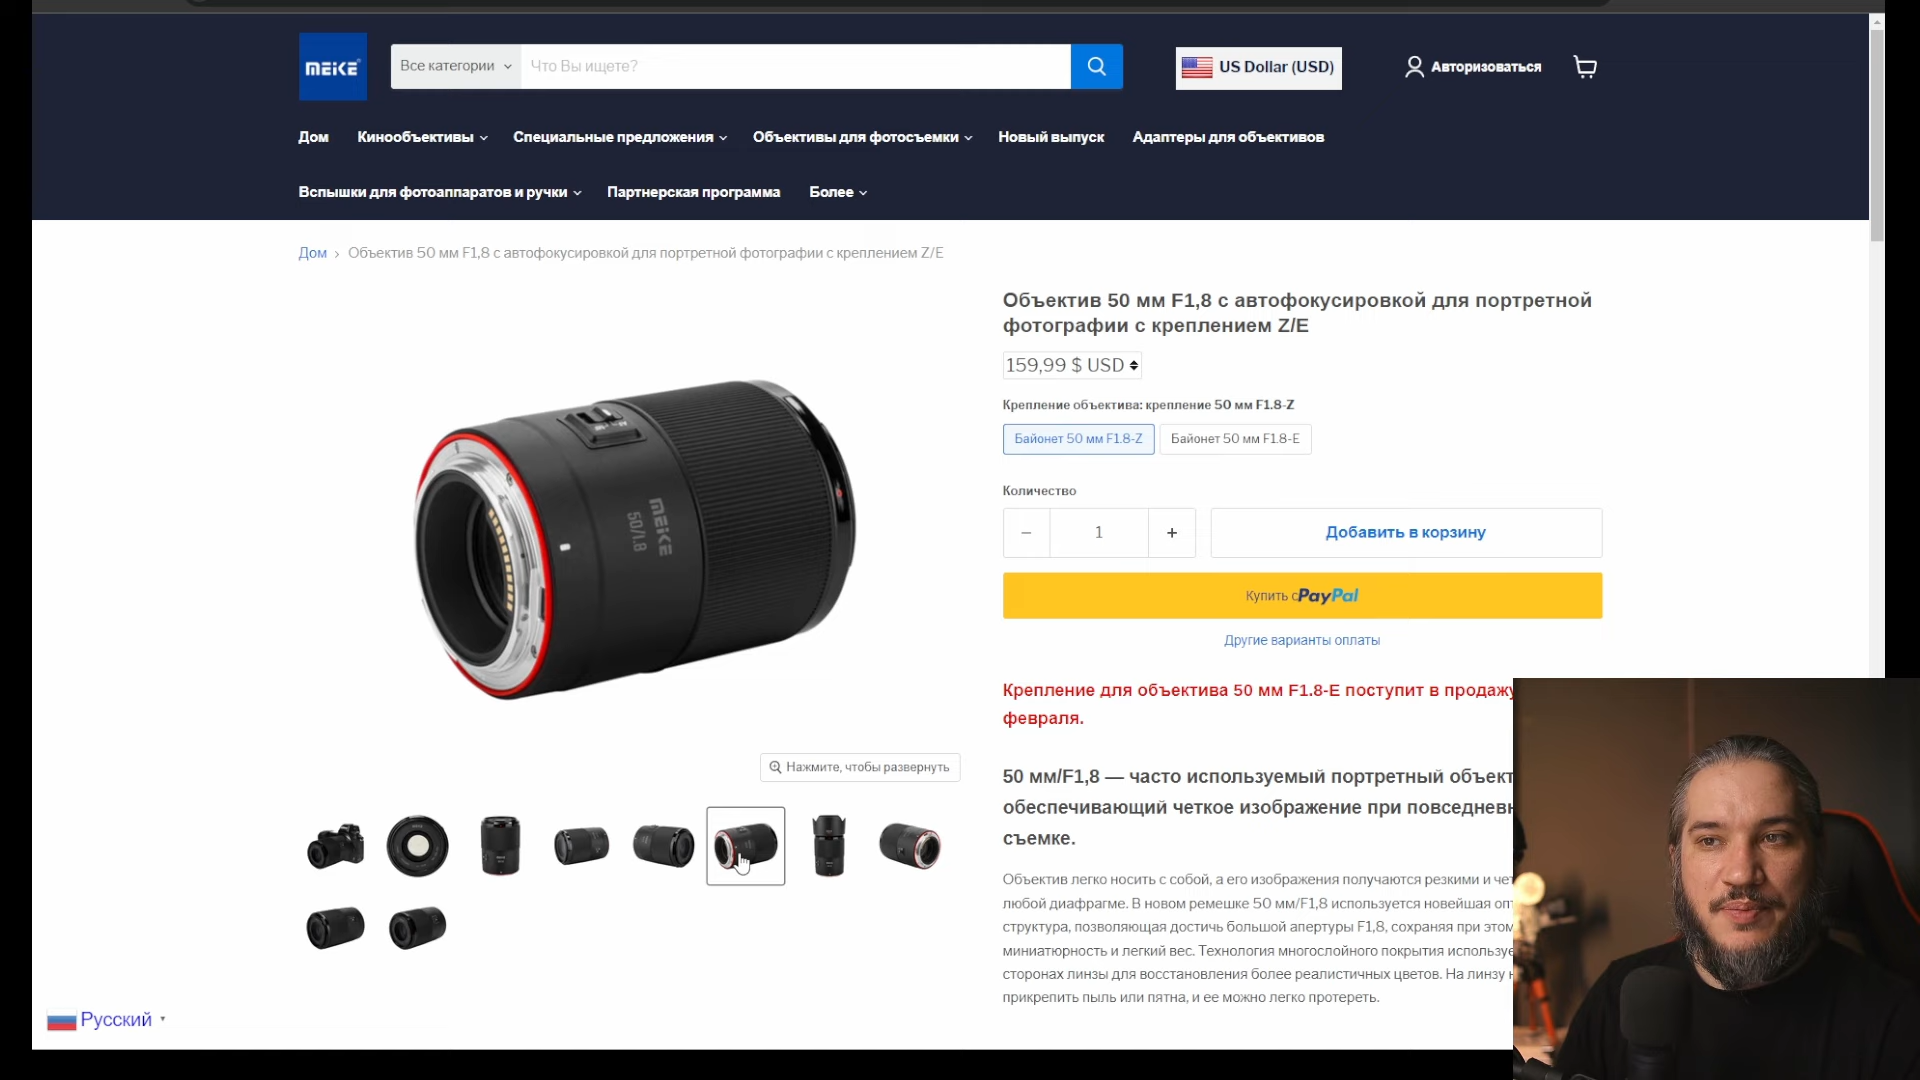 MEIKE
Все категории
Что Вы ищете?
US Dollar (USD)
Авторизоваться
Дом
Кинообъективы
Специальные предложения
Объективы для фотосъемки
Новый выпуск
Адаптеры для объективов
Вспышки для фотоаппаратов и ручки
Партнерская программа
Более
Дом › Объектив 50 мм F1,8 с автофокусировкой для портретной фотографии с креплением Z/E
Объектив 50 мм F1,8 с автофокусировкой для портретной
фотографии с креплением Z/E
159,99 $ USD
Крепление объектива: крепление 50 мм F1.8-Z
Байонет 50 мм F1.8-Z
Байонет 50 мм F1.8-E
Количество
− 1 +
Добавить в корзину
Купить с PayPal
Другие варианты оплаты
MEIKE
50/1.8
Нажмите, чтобы развернуть
Крепление для объектива 50 мм F1.8-E поступит в продажу
февраля.
50 мм/F1,8 — часто используемый портретный объект
обеспечивающий четкое изображение при повседневн
съемке.
Объектив легко носить с собой, а его изображения получаются резкими и чет
любой диафрагме. В новом ремешке 50 мм/F1,8 используется новейшая опт
структура, позволяющая достичь большой апертуры F1,8, сохраняя при этом
миниатюрность и легкий вес. Технология многослойного покрытия используе
сторонах линзы для восстановления более реалистичных цветов. На линзу н
прикрепить пыль или пятна, и ее можно легко протереть.
Русский